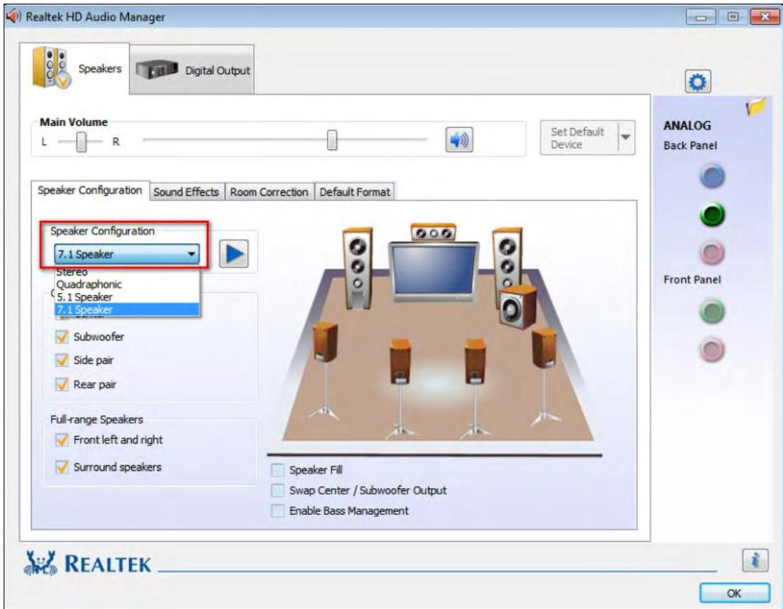 Realtek HD Audio Manager
Speakers
Digital Output
Main Volume
L
R
Set Default
Device
ANALOG
Back Panel
Speaker Configuration
Sound Effects
Room Correction
Default Format
Speaker Configuration
7.1 Speaker
Stereo
Quadraphonic
5.1 Speaker
7.1 Speaker
Front Panel
Subwoofer
Side pair
Rear pair
Full-range Speakers
Front left and right
Surround speakers
Speaker Fill
Swap Center / Subwoofer Output
Enable Bass Management
REALTEK
OK